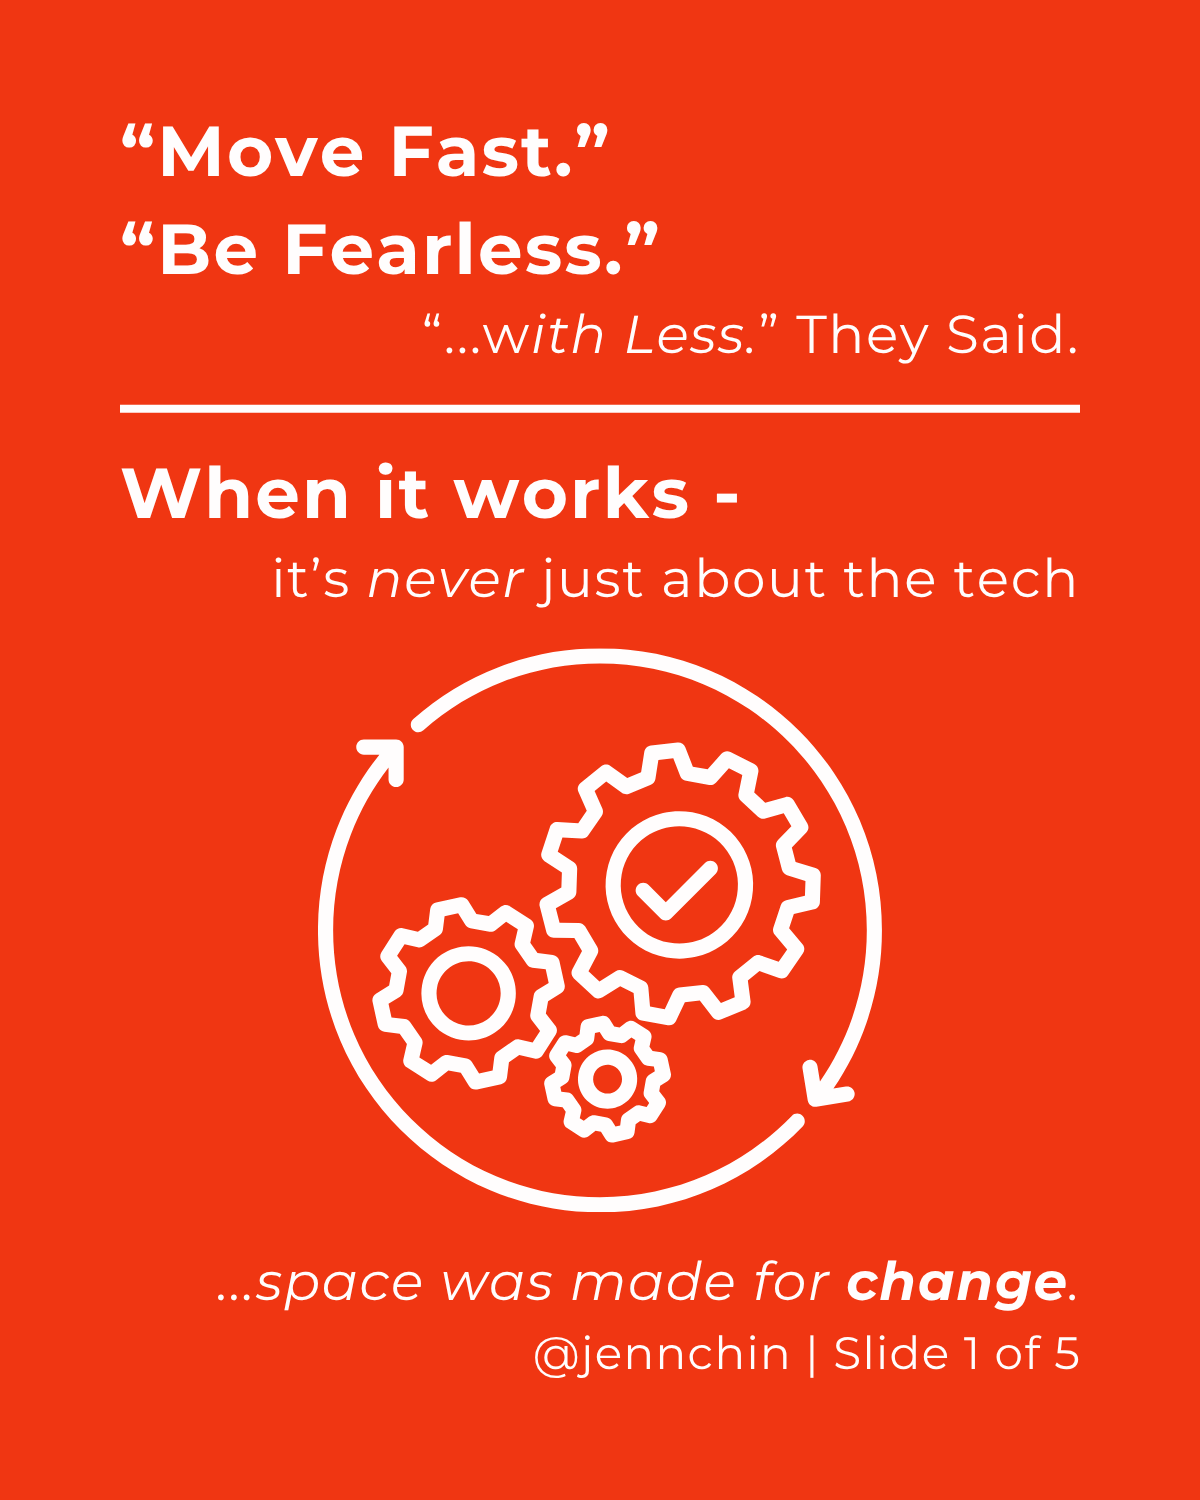 “Move Fast.”
“Be Fearless.”
“...with Less.” They Said.
When it works -
it’s never just about the tech
...space was made for change.
@jennchin | Slide 1 of 5